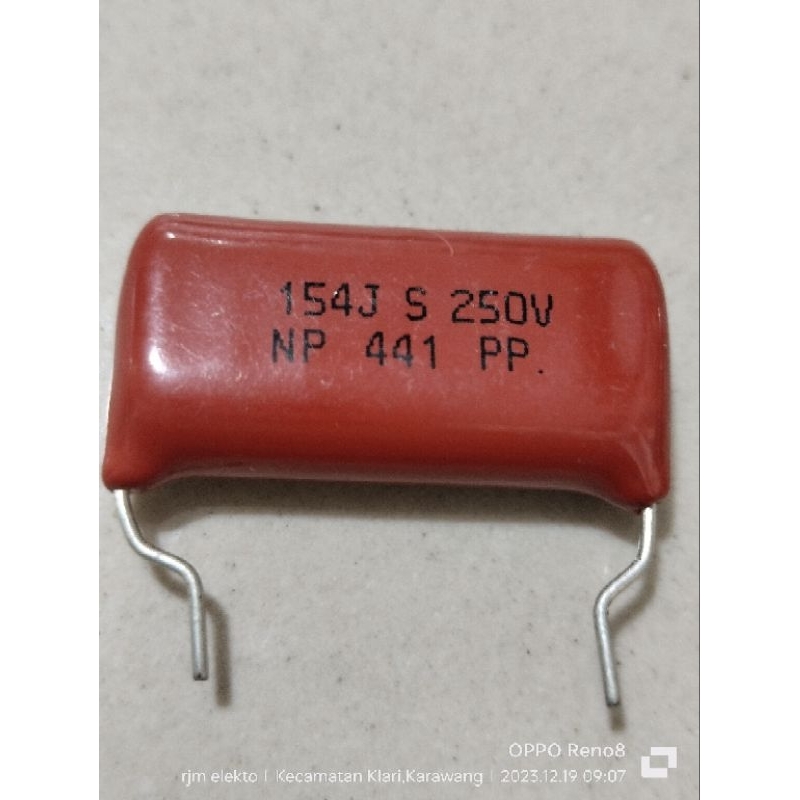 154J S 250V
NP 441 PP.
OPPO Reno8
rjm elekto | Kecamatan Klari,Karawang | 2023.12.19 09:07